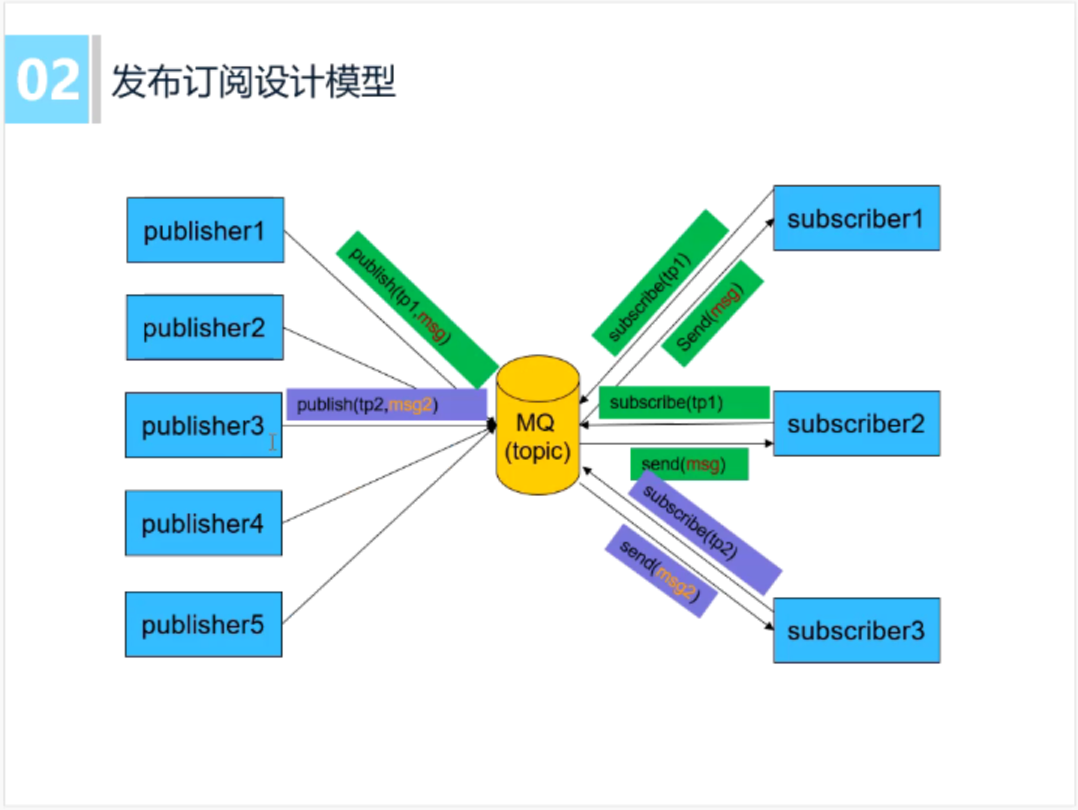 02
发布订阅设计模型
publisher1
publisher2
publisher3
publisher4
publisher5
publish(tp1,msg)
publish(tp2,msg2)
MQ
(topic)
subscribe(tp1)
Send(msg)
subscribe(tp1)
send(msg)
subscribe(tp2)
send(msg2)
subscriber1
subscriber2
subscriber3